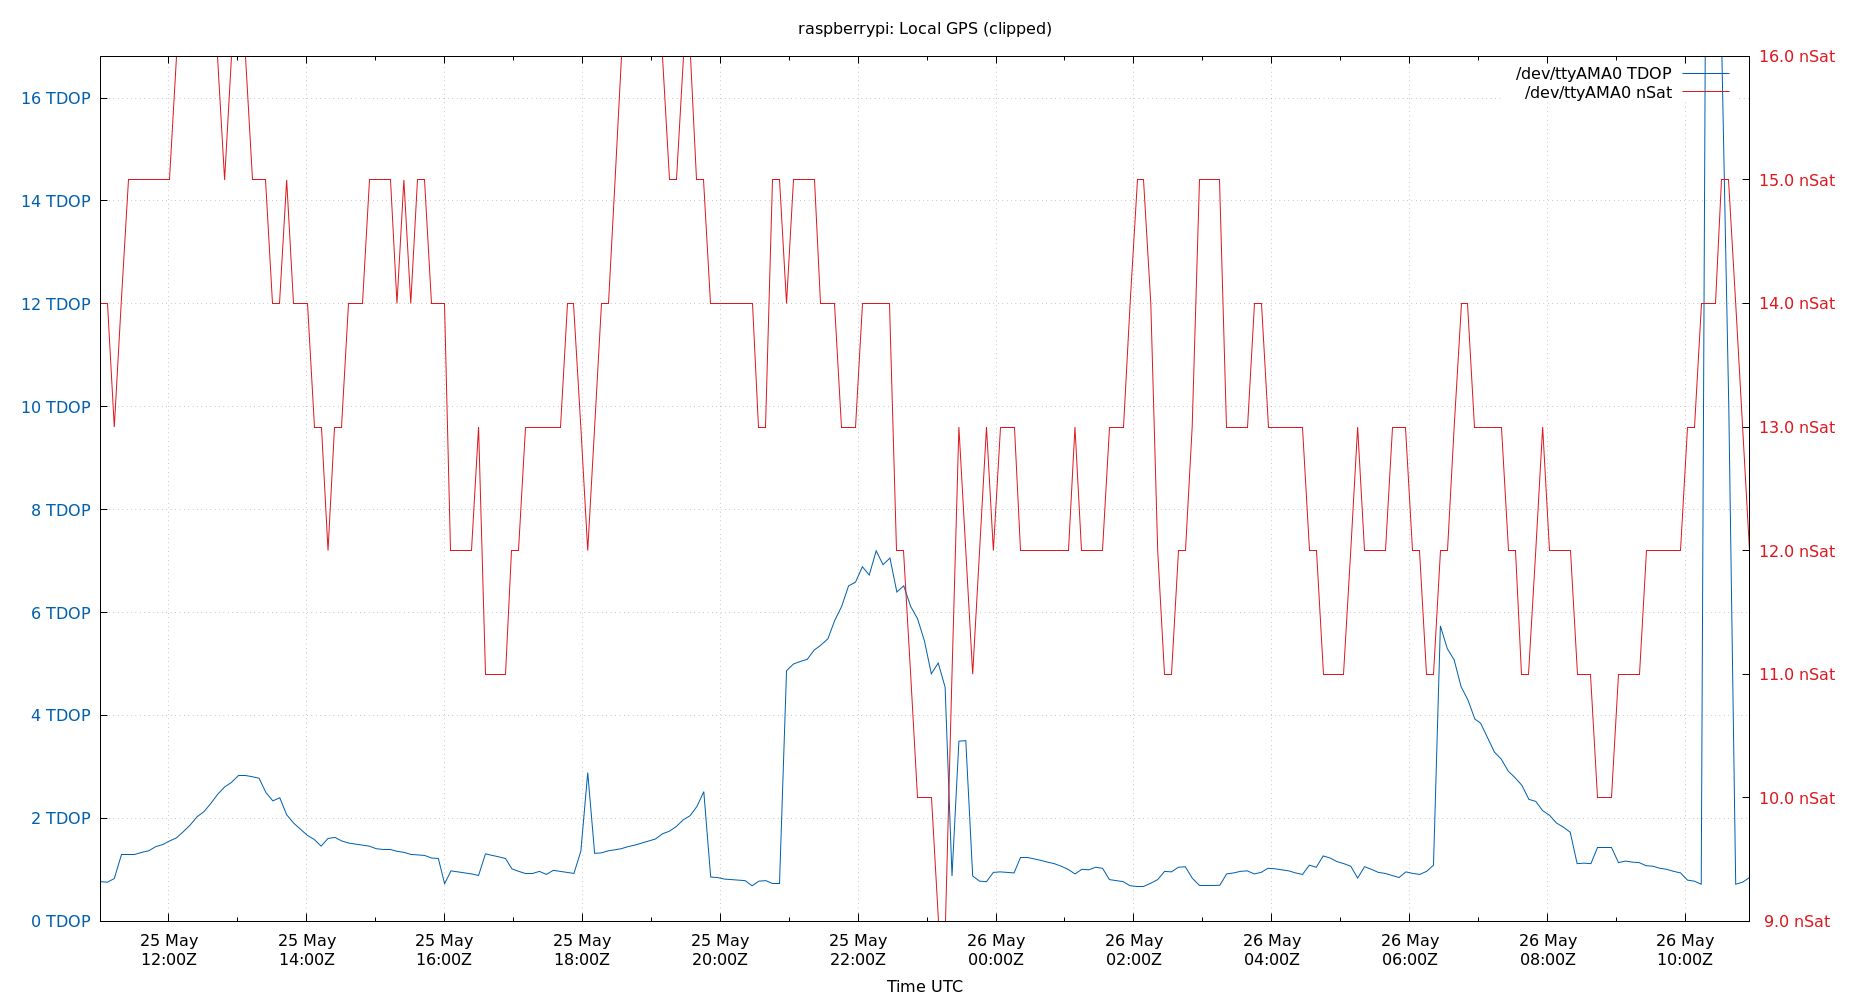 raspberrypi: Local GPS (clipped)
16.0 nSat
/dev/ttyAMA0 TDOP
/dev/ttyAMA0 nSat
16 TDOP
15.0 nSat
14 TDOP
12 TDOP
14.0 nSat
10 TDOP
13.0 nSat
8 TDOP
12.0 nSat
6 TDOP
11.0 nSat
4 TDOP
10.0 nSat
2 TDOP
0 TDOP
9.0 nSat
25 May 25 May 25 May 25 May 25 May 25 May 26 May 26 May 26 May 26 May 26 May 26 May
12:00Z 14:00Z 16:00Z 18:00Z 20:00Z 22:00Z 00:00Z 02:00Z 04:00Z 06:00Z 08:00Z 10:00Z
Time UTC